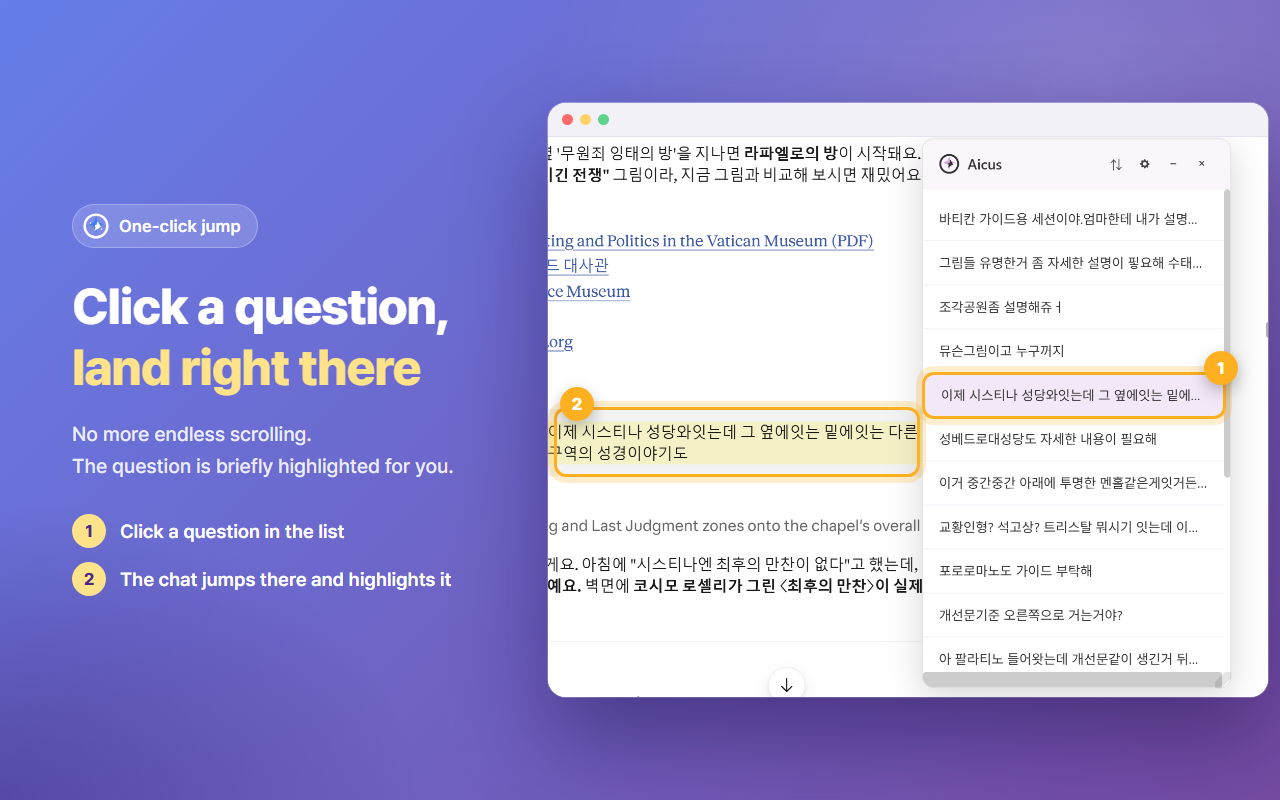 One-click jump
Click a question,
land right there
No more endless scrolling.
The question is briefly highlighted for you.
1 Click a question in the list
2 The chat jumps there and highlights it
'무원죄 잉태의 방'을 지나면 라파엘로의 방이 시작돼요.
긴 전쟁" 그림이라, 지금 그림과 비교해 보시면 재밌어요
ting and Politics in the Vatican Museum (PDF)
드 대사관
ce Museum
.org
2
이제 시스티나 성당와잇는데 그 옆에잇는 밑에잇는 다른
구역의 성경이야기도
g and Last Judgment zones onto the chapel's overall
게요. 아침에 "시스티나엔 최후의 만찬이 없다"고 했는데,
예요. 벽면에 코시모 로셀리가 그린 〈최후의 만찬〉이 실제
Aicus
바티칸 가이드용 세션이야.엄마한테 내가 설명...
그림들 유명한거 좀 자세한 설명이 핗요해 수태...
조각공원좀 설명해쥬ㅓ
뮤슨그림이고 누구꺼지
1
이제 시스티나 성당와잇는데 그 옆에잇는 밑에...
성베드로대성당도 자세한 내용이 필요해
이거 중간중간 아래에 투명한 멘홀같은게잇거든...
교황인형? 석고상? 트리스탈 뭐시기 잇는데 이...
포로로마노도 가이드 부탁해
개선문기준 오른쪽으로 거는거야?
아 팔라티노 들어왓는데 개선문같이 생긴거 뒤...